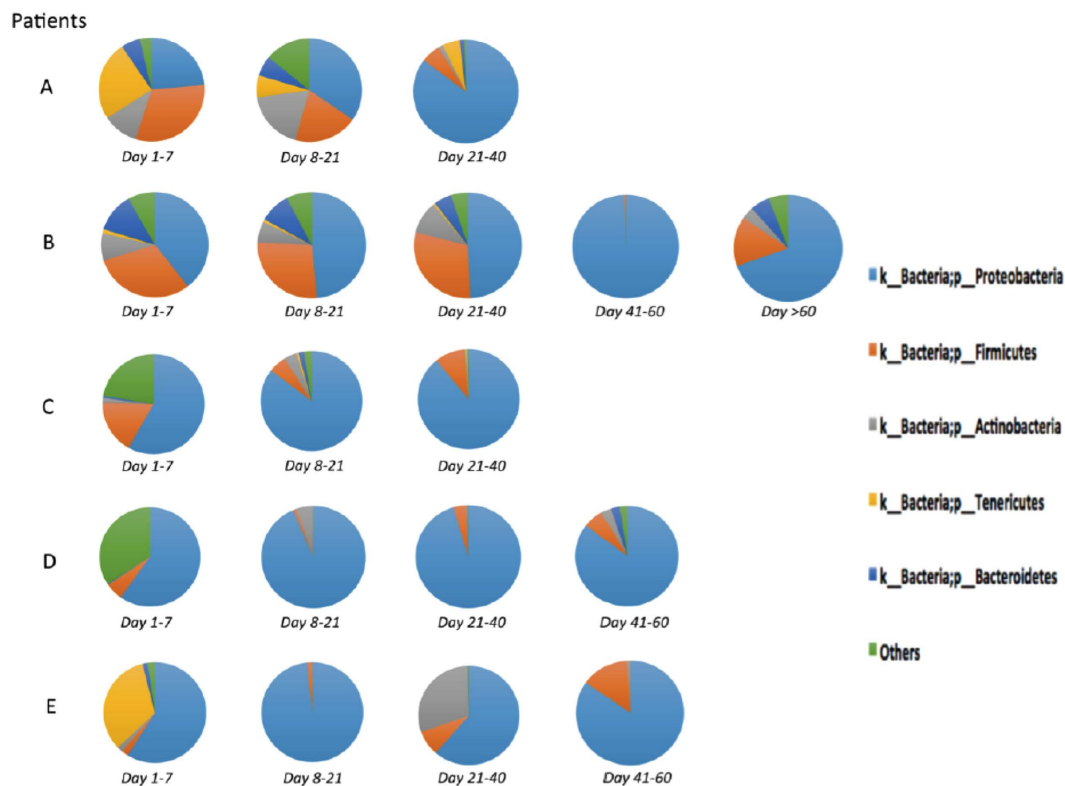 Patients
A
Day 1-7
Day 8-21
Day 21-40
B
Day 1-7
Day 8-21
Day 21-40
Day 41-60
Day >60
C
Day 1-7
Day 8-21
Day 21-40
D
Day 1-7
Day 8-21
Day 21-40
Day 41-60
E
Day 1-7
Day 8-21
Day 21-40
Day 41-60
k__Bacteria;p__Proteobacteria
k__Bacteria;p__Firmicutes
k__Bacteria;p__Actinobacteria
k__Bacteria;p__Tenericutes
k__Bacteria;p__Bacteroidetes
Others